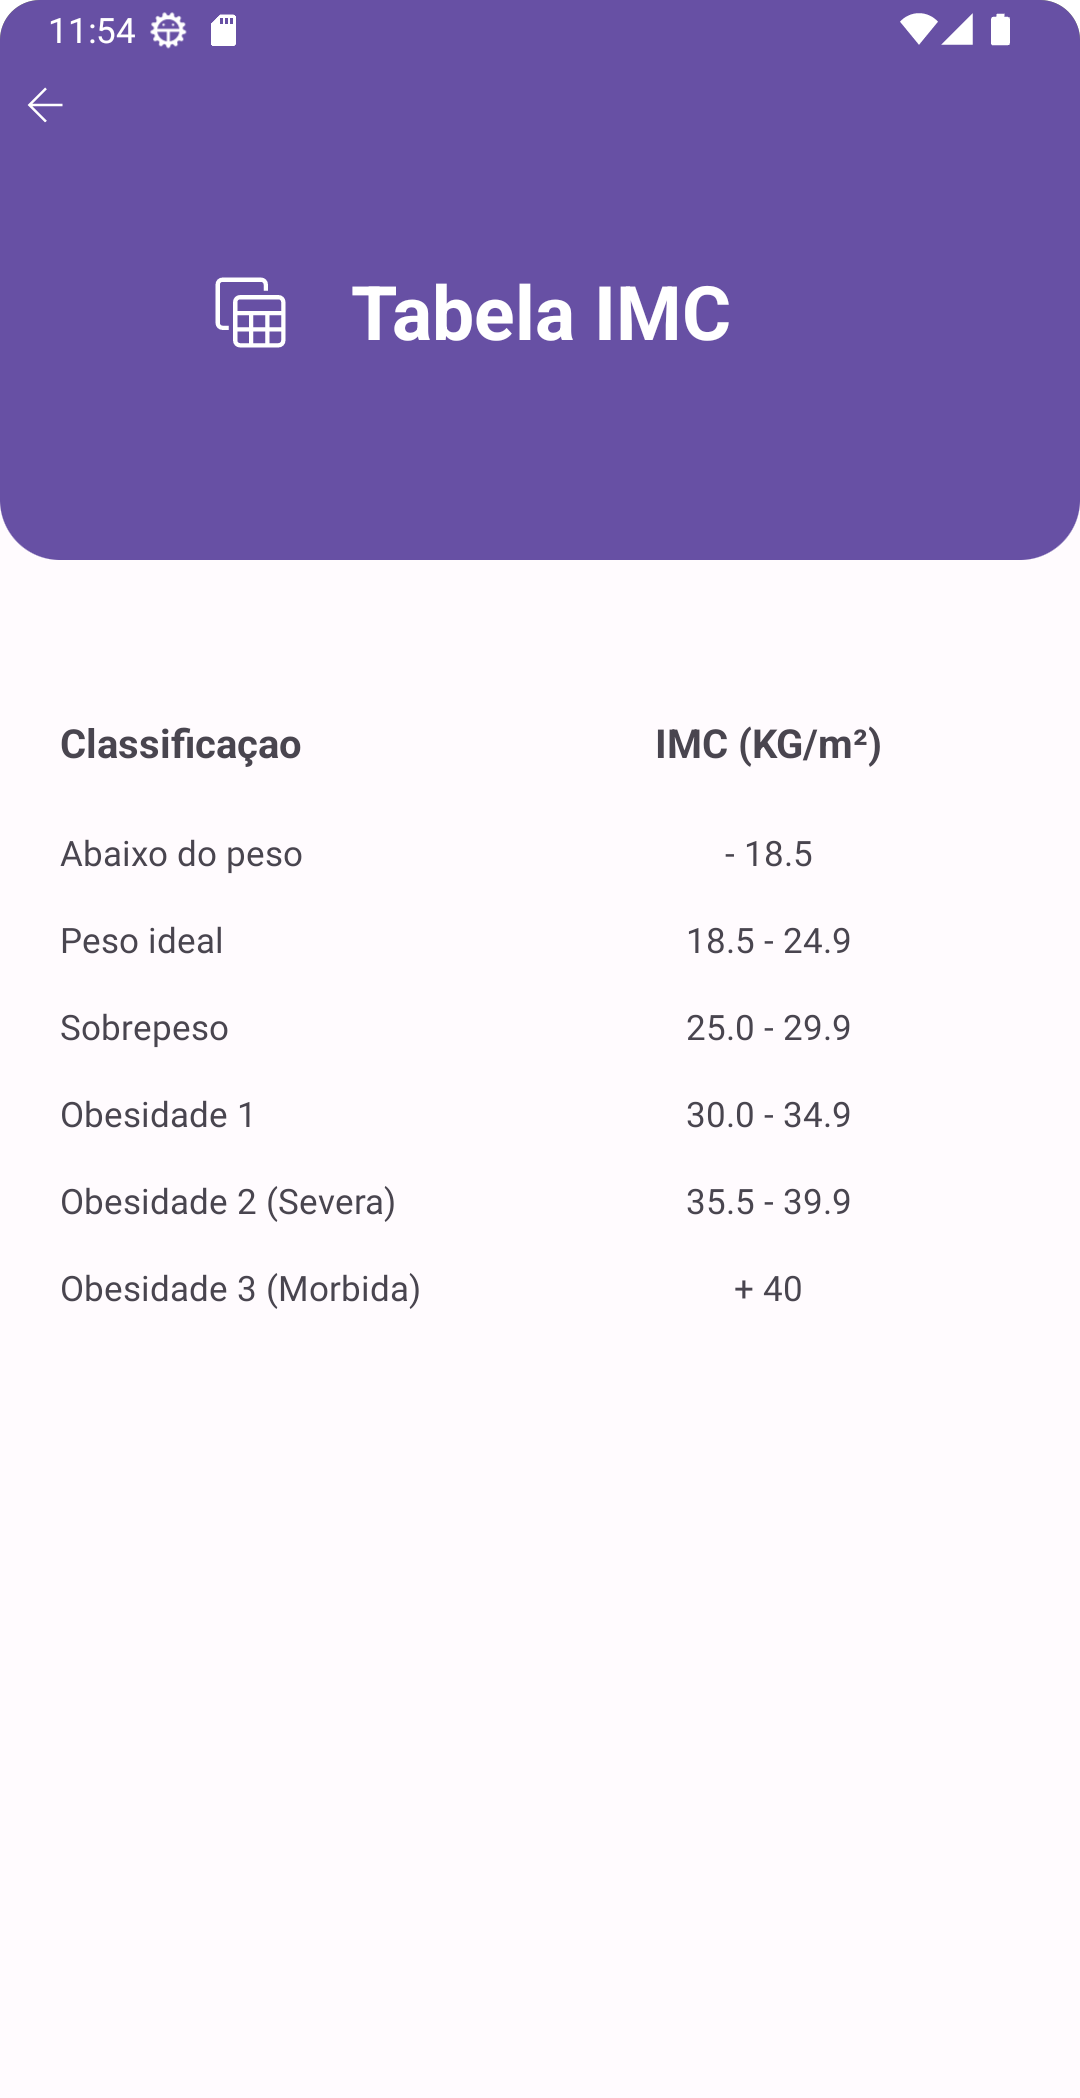 11:54
Tabela IMC
Classificaçao IMC (KG/m²)
Abaixo do peso - 18.5
Peso ideal 18.5 - 24.9
Sobrepeso 25.0 - 29.9
Obesidade 1 30.0 - 34.9
Obesidade 2 (Severa) 35.5 - 39.9
Obesidade 3 (Morbida) + 40